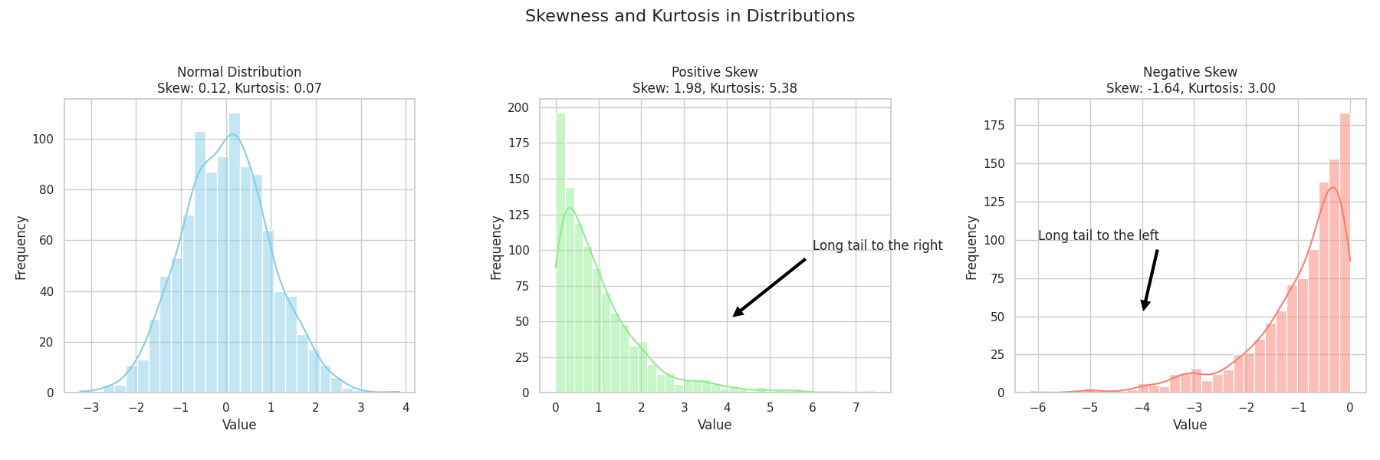 Skewness and Kurtosis in Distributions
Normal Distribution
Skew: 0.12, Kurtosis: 0.07
Frequency
100
80
60
40
20
0
−3 −2 −1 0 1 2 3 4
Value
Positive Skew
Skew: 1.98, Kurtosis: 5.38
Frequency
200
175
150
125
100
75
50
25
0
Long tail to the right
0 1 2 3 4 5 6 7
Value
Negative Skew
Skew: -1.64, Kurtosis: 3.00
Frequency
175
150
125
100
75
50
25
0
Long tail to the left
−6 −5 −4 −3 −2 −1 0
Value